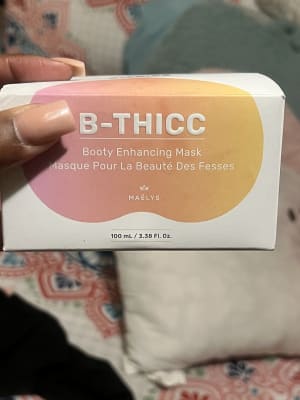 B-THICC
Booty Enhancing Mask
Masque Pour La Beauté Des Fesses
MAËLYS
100 mL / 3.38 Fl. Oz.